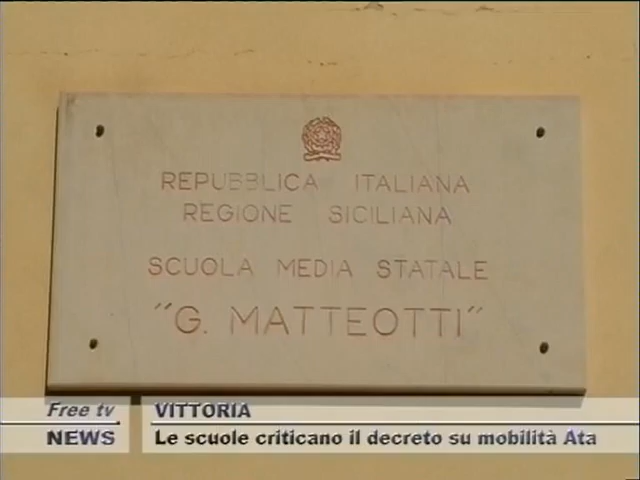 REPUBBLICA ITALIANA
REGIONE SICILIANA
SCUOLA MEDIA STATALE
"G. MATTEOTTI"
Free tv
NEWS
VITTORIA
Le scuole criticano il decreto su mobilità Ata